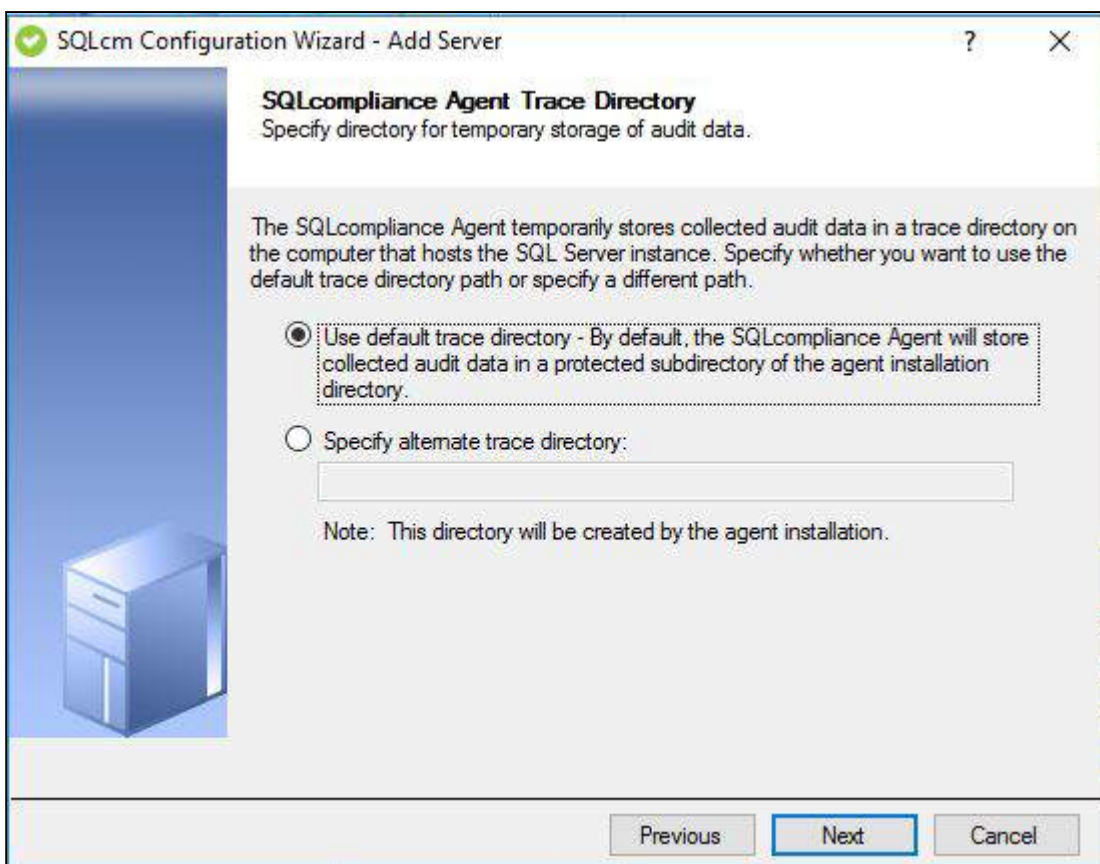 SQLcm Configuration Wizard - Add Server
?
SQLcompliance Agent Trace Directory
Specify directory for temporary storage of audit data.
The SQLcompliance Agent temporarily stores collected audit data in a trace directory on
the computer that hosts the SQL Server instance. Specify whether you want to use the
default trace directory path or specify a different path.
Use default trace directory - By default, the SQLcompliance Agent will store
collected audit data in a protected subdirectory of the agent installation
directory.
Specify alternate trace directory:
Note: This directory will be created by the agent installation.
Previous
Next
Cancel